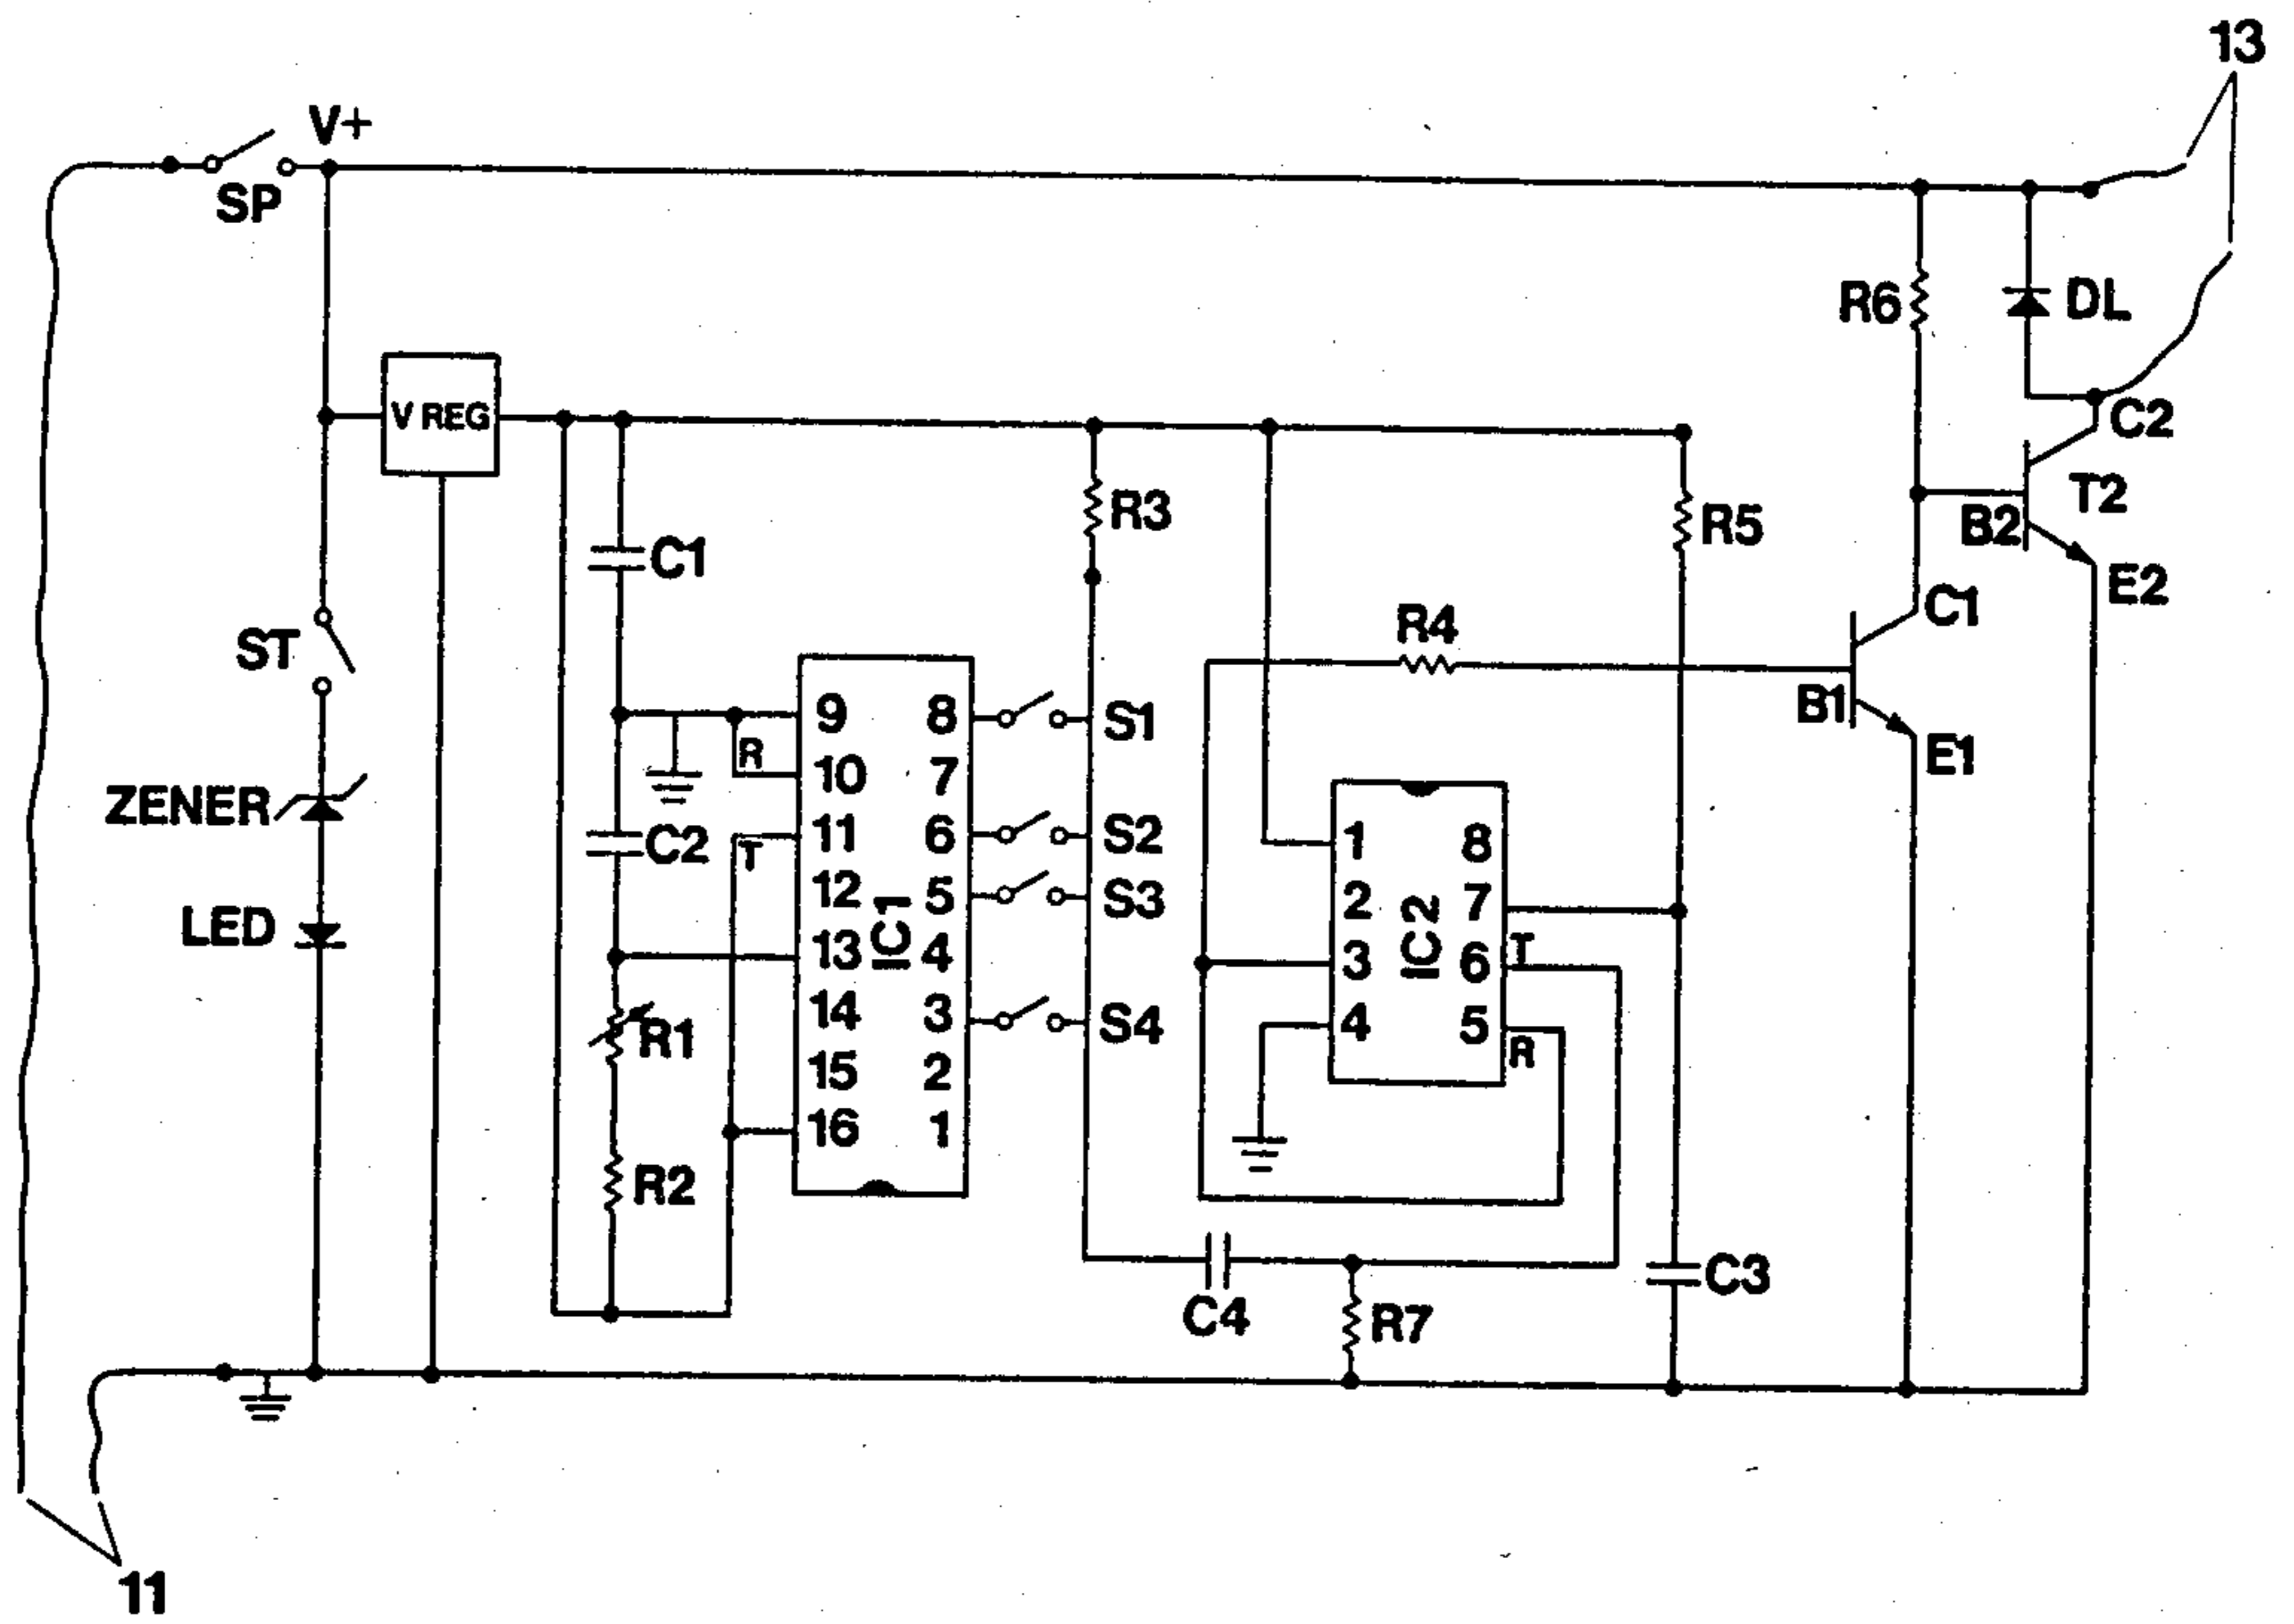 13
V+
SP
R6
DL
V REG
C2
R3
T2
R5
B2
C1
E2
C1
R4
ST
B1
S1
E1
9 8
R
10 7
ZENER
C2
11 6
S2
T
1 8
12 5
S3
2 7
LED
IC1
IC2
13 4
T
3 6
14 3
S4
4 5
R1
R
15 2
16 1
R2
C3
C4
R7
11